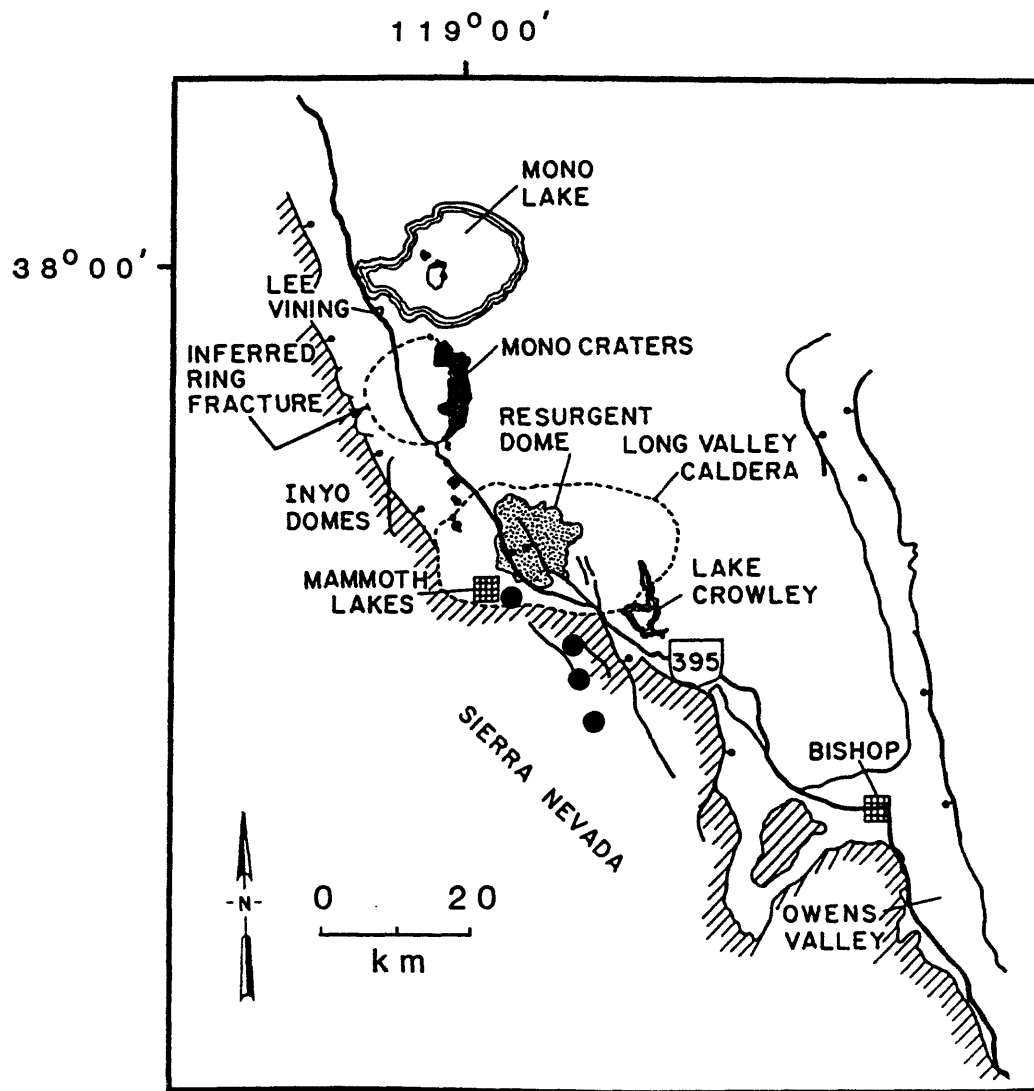 119°00'
MONO
LAKE
38°00'
LEE
VINING
INFERRED
RING
FRACTURE
MONO CRATERS
RESURGENT
DOME
LONG VALLEY
CALDERA
INYO
DOMES
MAMMOTH
LAKES
LAKE
CROWLEY
395
SIERRA NEVADA
BISHOP
-N-
0 20
km
OWENS
VALLEY